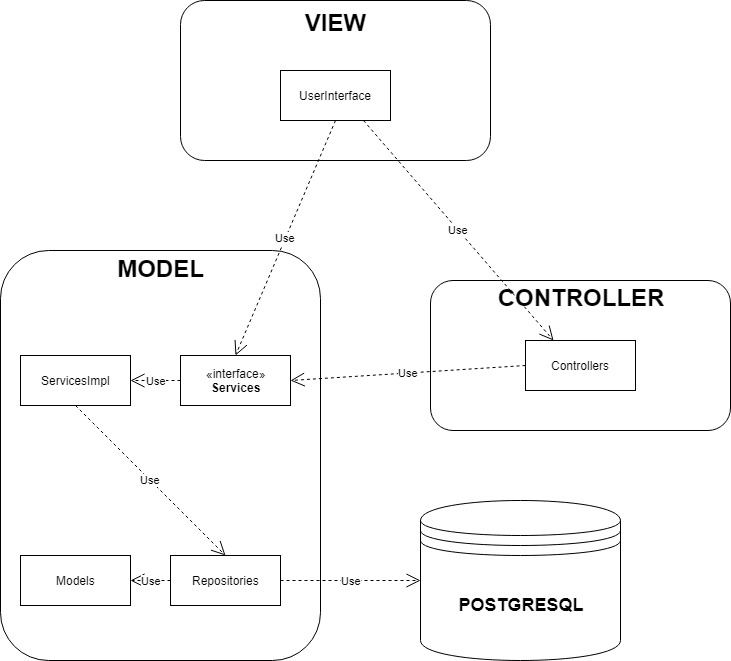 VIEW
UserInterface
Use
Use
MODEL
CONTROLLER
ServicesImpl
Use
«interface»
Services
Use
Controllers
Use
Models
Use
Repositories
Use
POSTGRESQL